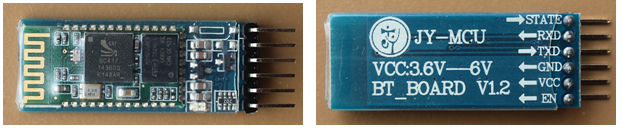 JY-MCU
VCC:3.6V—6V
BT_BOARD V1.2
STATE
RXD
TXD
GND
VCC
EN